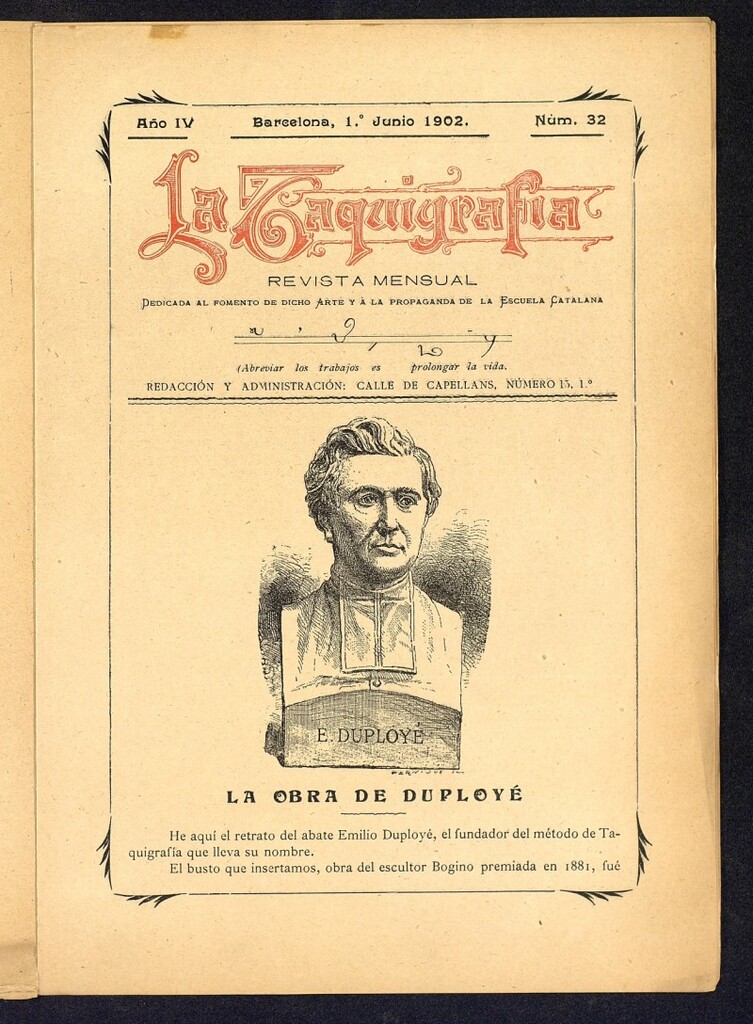 Año IV Barcelona, 1.º Junio 1902. Núm. 32
La Taquigrafía
REVISTA MENSUAL
DEDICADA AL FOMENTO DE DICHO ARTE Y Á LA PROPAGANDA DE LA ESCUELA CATALANA
(Abreviar los trabajos es prolongar la vida.
REDACCIÓN Y ADMINISTRACIÓN: CALLE DE CAPELLANS, NÚMERO 13, 1.º
E. DUPLOYÉ
LA OBRA DE DUPLOYÉ
He aquí el retrato del abate Emilio Duployé, el fundador del método de Ta-
quigrafía que lleva su nombre.
El busto que insertamos, obra del escultor Bogino premiada en 1881, fué